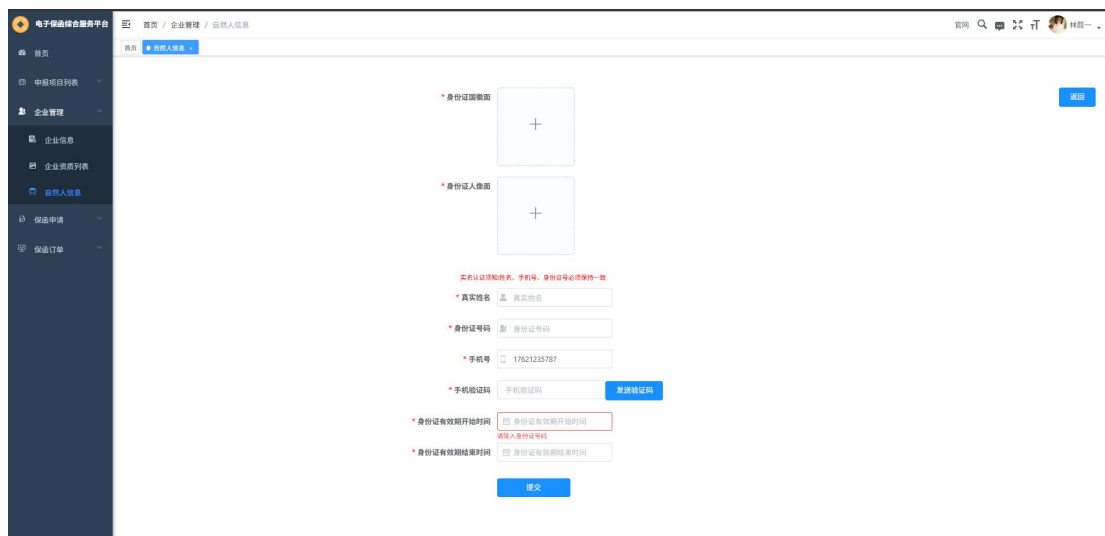 电子保函综合服务平台
首页 / 企业管理 / 自然人信息
官网
林霞一
首页
首页
自然人信息 ×
申报项目列表
企业管理
企业信息
企业资质列表
自然人信息
保函申请
保函订单
* 身份证国徽面
返回
* 身份证人像面
实名认证须知:姓名、手机号、身份证号必须保持一致
* 真实姓名 真实姓名
* 身份证号码 身份证号码
* 手机号 17621235787
* 手机验证码 手机验证码 发送验证码
* 身份证有效期开始时间 身份证有效期开始时间
请输入身份证号码
* 身份证有效期结束时间 身份证有效期结束时间
提交